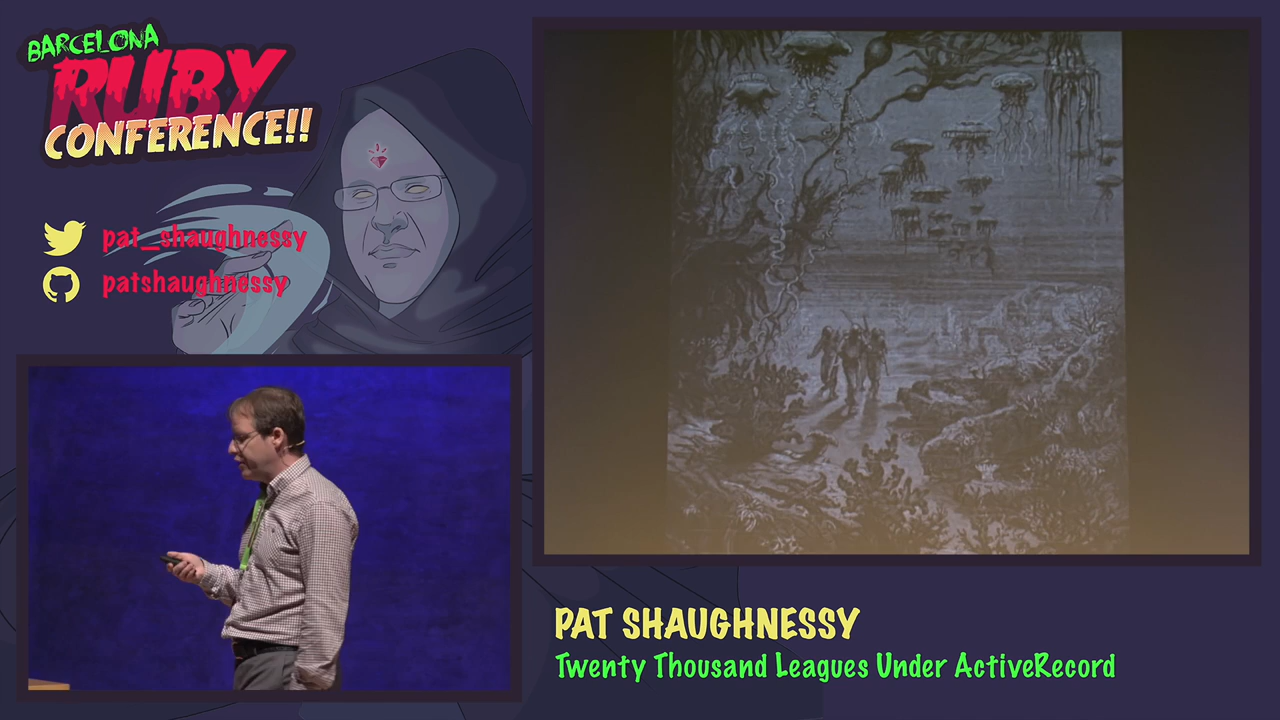 BARCELONA
RUBY
CONFERENCE!!
pat_shaughnessy
patshaughnessy
PAT SHAUGHNESSY
Twenty Thousand Leagues Under ActiveRecord